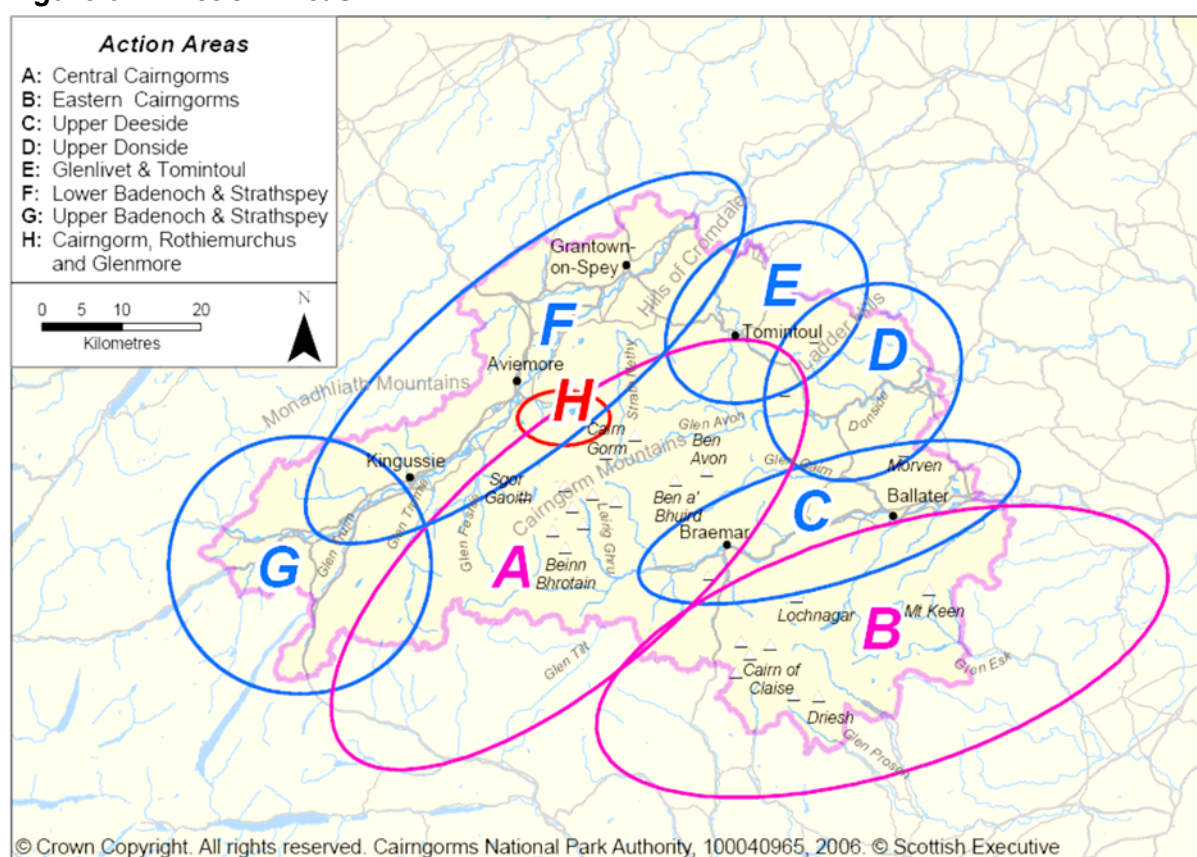 Action Areas
A: Central Cairngorms
B: Eastern Cairngorms
C: Upper Deeside
D: Upper Donside
E: Glenlivet & Tomintoul
F: Lower Badenoch & Strathspey
G: Upper Badenoch & Strathspey
H: Cairngorm, Rothiemurchus
and Glenmore
0 5 10 20
Kilometres
N
Grantown-
on-Spey
Hills of Cromdale
E
F
Tomintoul
Ladder Hills
D
Aviemore
Monadhliath Mountains
H
Strath Nethy
Cairn
Gorm
Glen Avon
Ben
Avon
Donside
Kingussie
Glen Gairn
Morven
Sgor
Gaoith
Cairngorm Mountains
Ben a'
Bhuird
C
Ballater
Glen Truim
Glen Tromie
Glen Feshie
Lairig Ghru
Braemar
G
A
Beinn
Bhrotain
Lochnagar
Mt Keen
B
Glen Tilt
Cairn of
Claise
Glen Esk
Driesh
Glen Prosen
© Crown Copyright. All rights reserved. Cairngorms National Park Authority, 100040965, 2006. © Scottish Executive